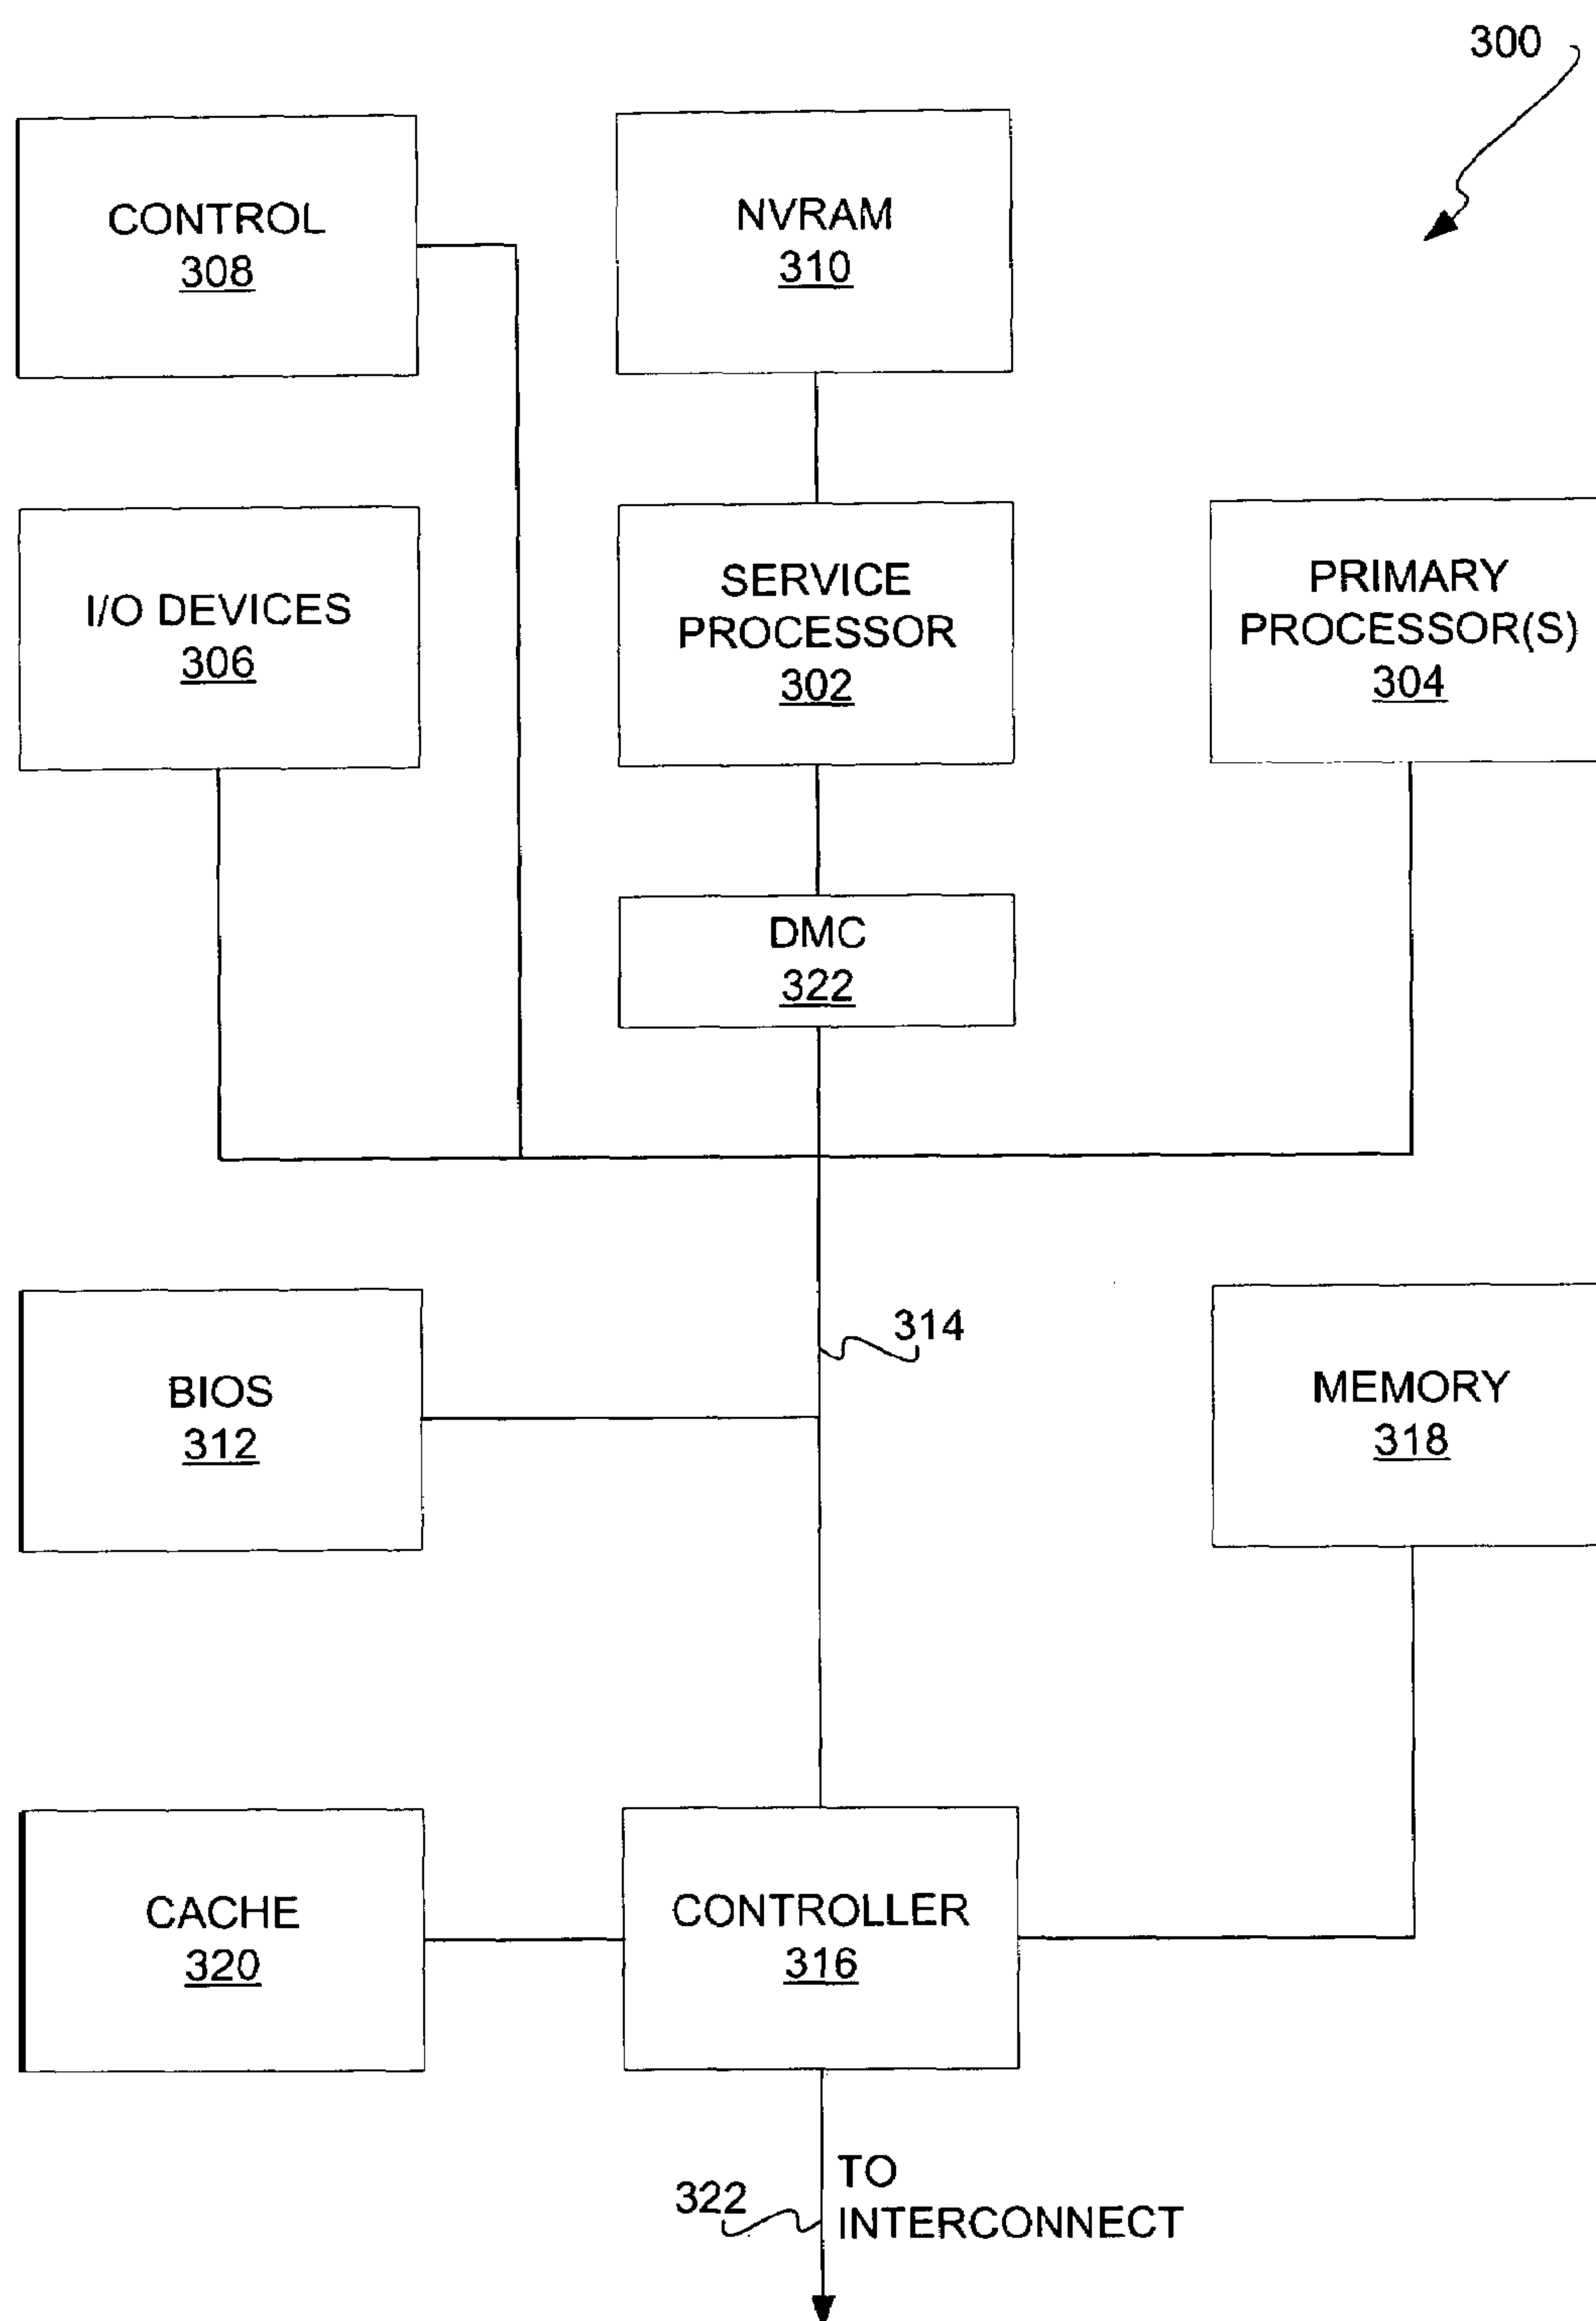 300
CONTROL
308
NVRAM
310
I/O DEVICES
306
SERVICE
PROCESSOR
302
PRIMARY
PROCESSOR(S)
304
DMC
322
314
BIOS
312
MEMORY
318
CACHE
320
CONTROLLER
316
322
TO
INTERCONNECT